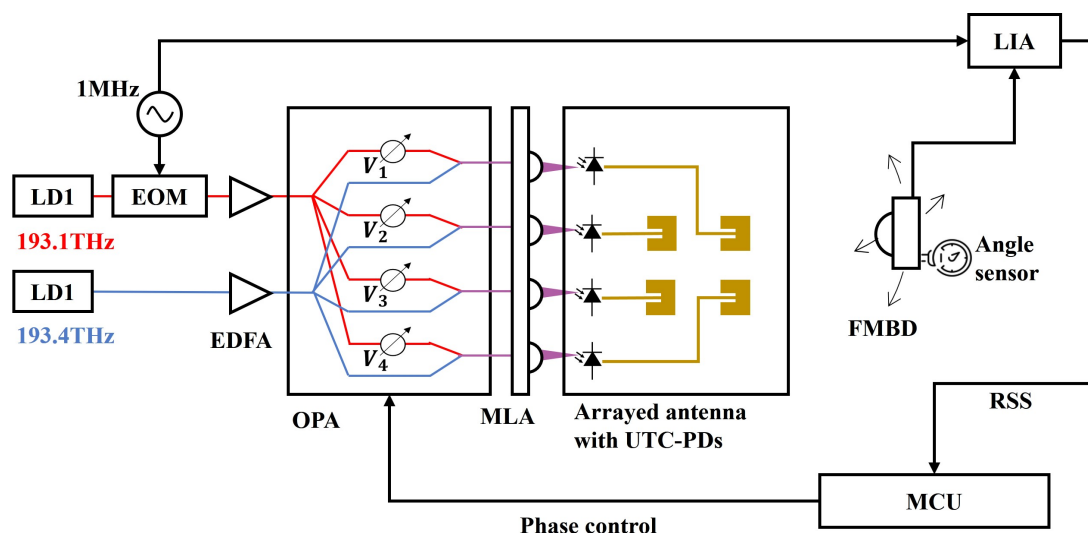 LIA
1MHz
V1
LD1
EOM
193.1THz
V2
LD1
193.4THz
EDFA
V3
V4
OPA
MLA
Arrayed antenna
with UTC-PDs
Angle
sensor
FMBD
RSS
MCU
Phase control